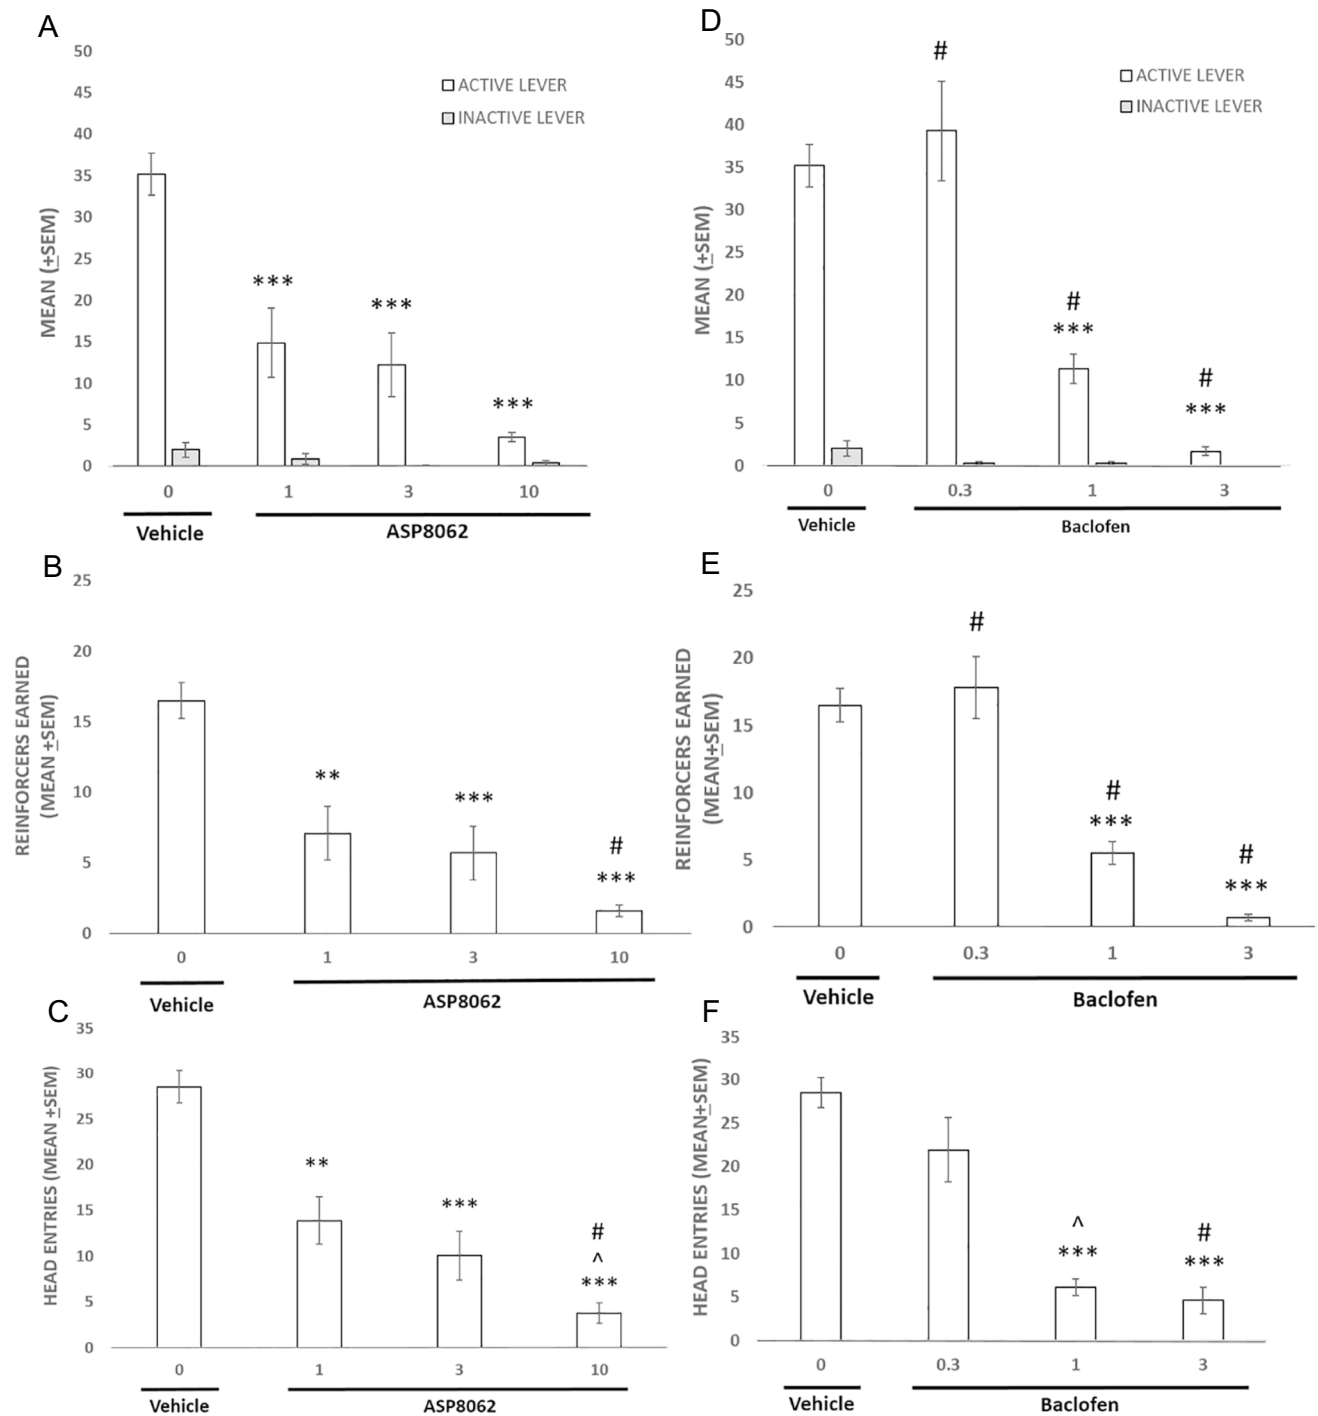 A
50
45
40
35
30
25
20
15
10
5
0
MEAN (±SEM)
ACTIVE LEVER
INACTIVE LEVER
***
***
***
0 1 3 10
Vehicle ASP8062
D
50
45
40
35
30
25
20
15
10
5
0
MEAN (±SEM)
ACTIVE LEVER
INACTIVE LEVER
#
#
***
#
***
0 0.3 1 3
Vehicle Baclofen
B
25
20
15
10
5
0
REINFORCERS EARNED
(MEAN ±SEM)
**
***
#
***
0 1 3 10
Vehicle ASP8062
E
25
20
15
10
5
0
REINFORCERS EARNED
(MEAN±SEM)
#
#
***
#
***
0 0.3 1 3
Vehicle Baclofen
C
35
30
25
20
15
10
5
0
HEAD ENTRIES (MEAN ±SEM)
**
***
#
^
***
0 1 3 10
Vehicle ASP8062
F
35
30
25
20
15
10
5
0
HEAD ENTRIES (MEAN±SEM)
^
***
#
***
0 0.3 1 3
Vehicle Baclofen